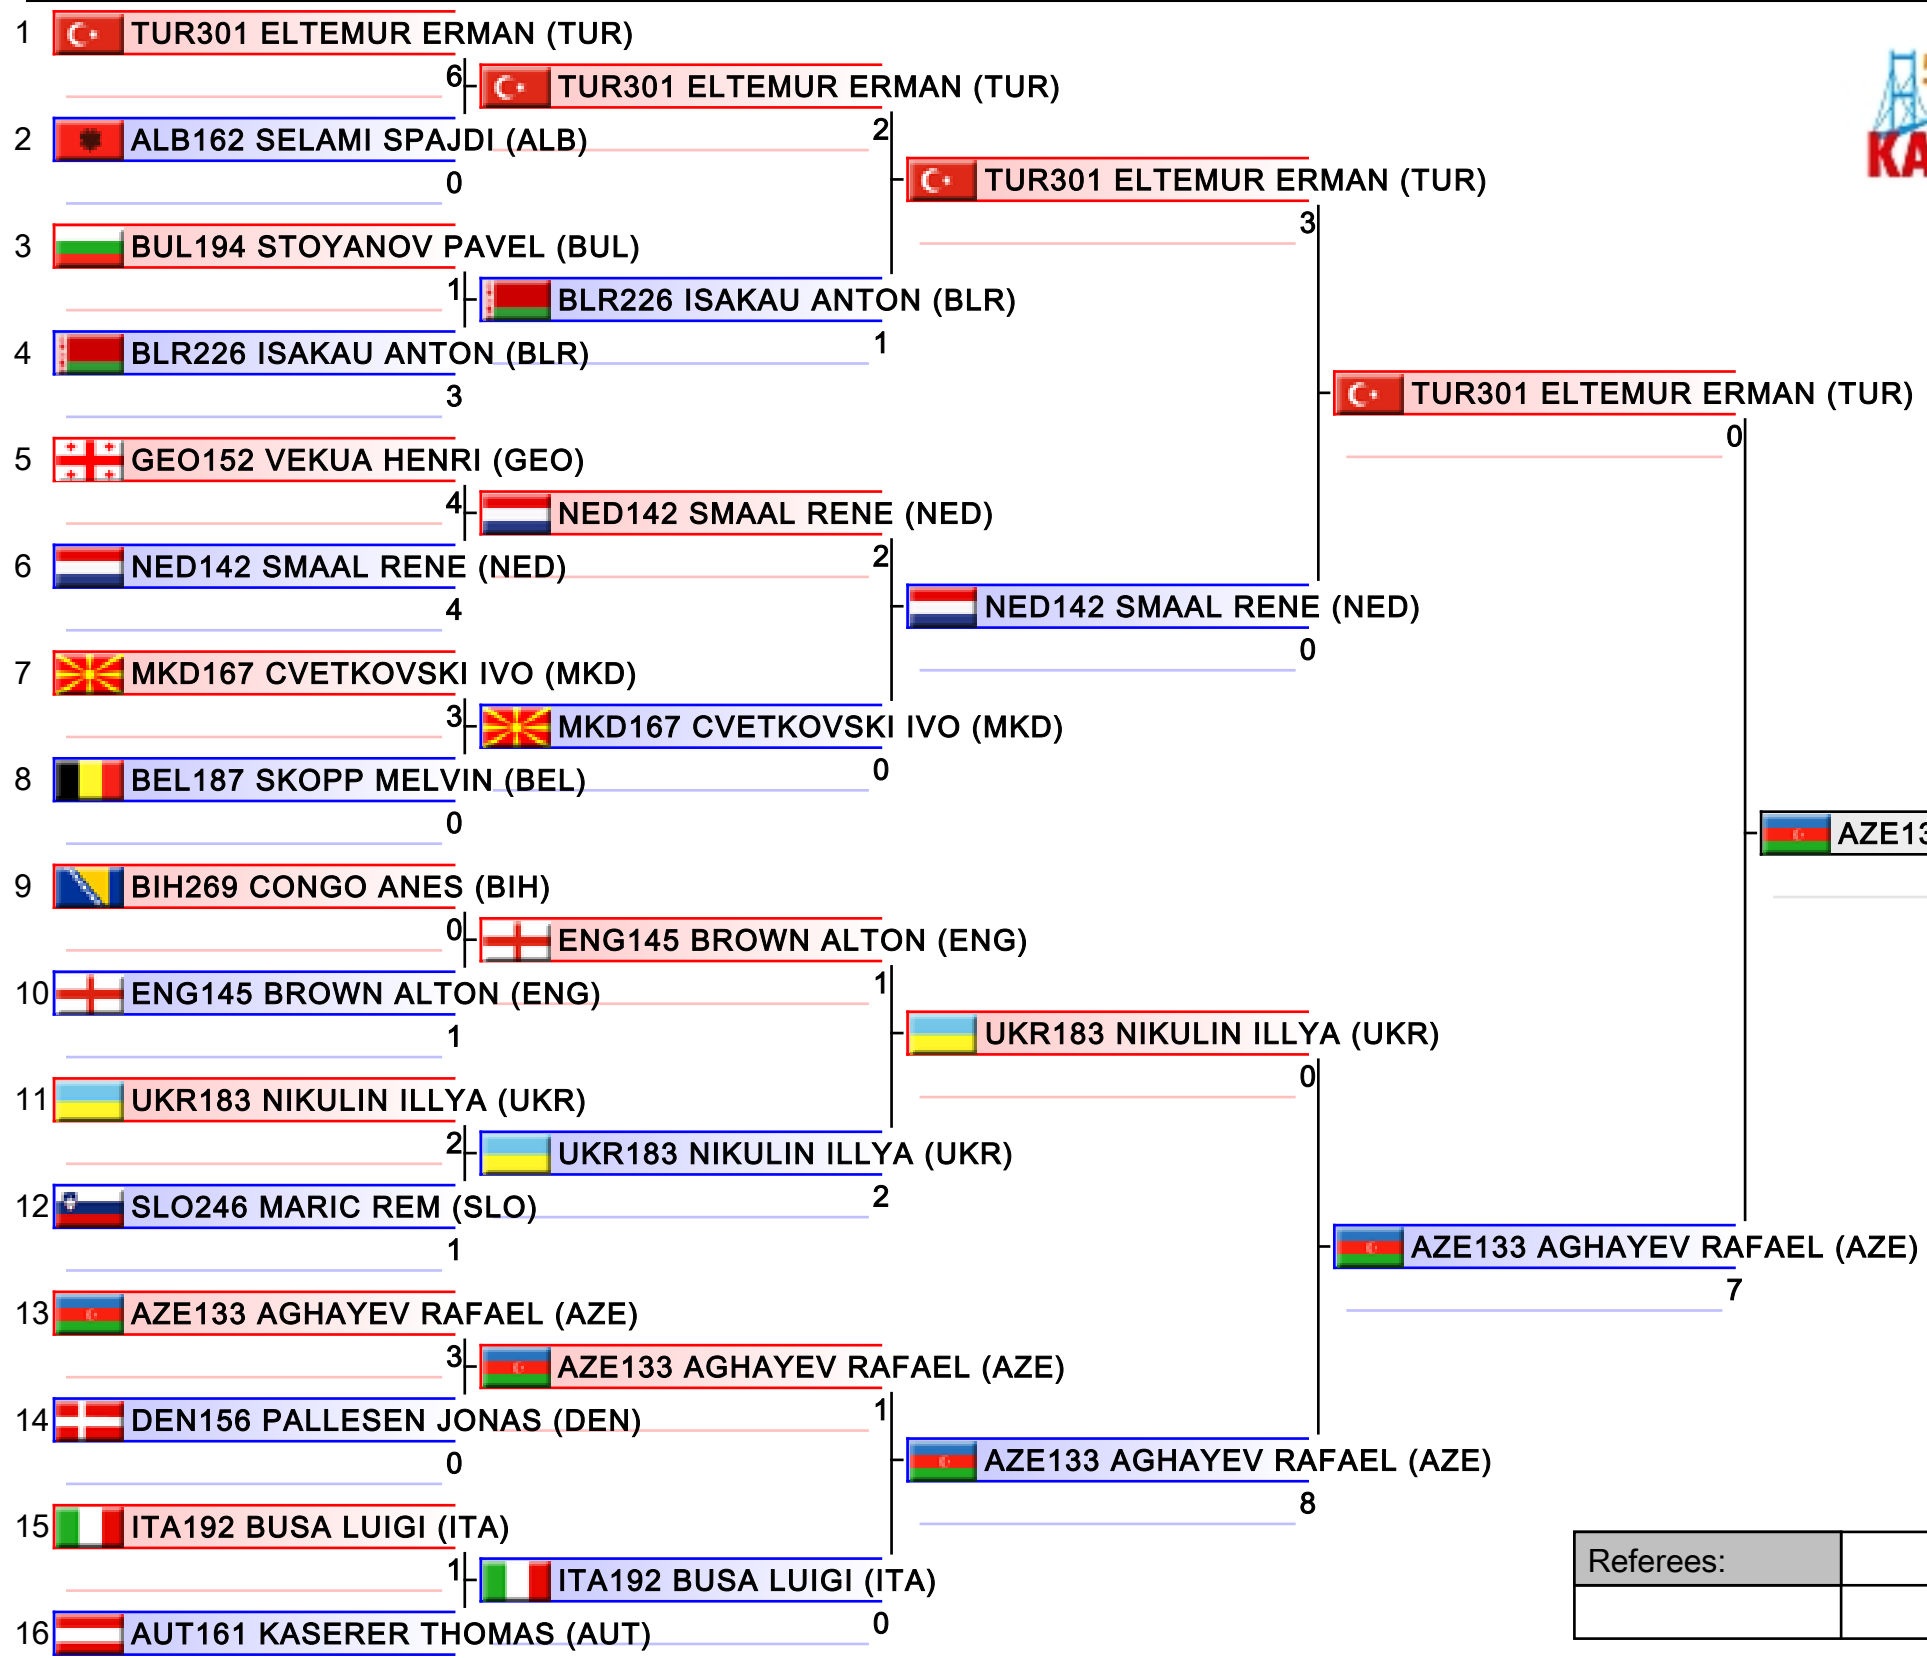 1 TUR301 ELTEMUR ERMAN (TUR)
6 TUR301 ELTEMUR ERMAN (TUR)
2 ALB162 SELAMI SPAJDI (ALB)
2
0
TUR301 ELTEMUR ERMAN (TUR)
3
3 BUL194 STOYANOV PAVEL (BUL)
1 BLR226 ISAKAU ANTON (BLR)
1
4 BLR226 ISAKAU ANTON (BLR)
3
TUR301 ELTEMUR ERMAN (TUR)
0
5 GEO152 VEKUA HENRI (GEO)
4 NED142 SMAAL RENE (NED)
2
6 NED142 SMAAL RENE (NED)
4
NED142 SMAAL RENE (NED)
0
7 MKD167 CVETKOVSKI IVO (MKD)
3 MKD167 CVETKOVSKI IVO (MKD)
0
8 BEL187 SKOPP MELVIN (BEL)
0
9 BIH269 CONGO ANES (BIH)
0 ENG145 BROWN ALTON (ENG)
1
10 ENG145 BROWN ALTON (ENG)
1
UKR183 NIKULIN ILLYA (UKR)
0
11 UKR183 NIKULIN ILLYA (UKR)
2 UKR183 NIKULIN ILLYA (UKR)
2
12 SLO246 MARIC REM (SLO)
1
AZE133 AGHAYEV RAFAEL (AZE)
7
13 AZE133 AGHAYEV RAFAEL (AZE)
3 AZE133 AGHAYEV RAFAEL (AZE)
1
14 DEN156 PALLESEN JONAS (DEN)
0
AZE133 AGHAYEV RAFAEL (AZE)
8
15 ITA192 BUSA LUIGI (ITA)
1 ITA192 BUSA LUIGI (ITA)
0
16 AUT161 KASERER THOMAS (AUT)
Referees: